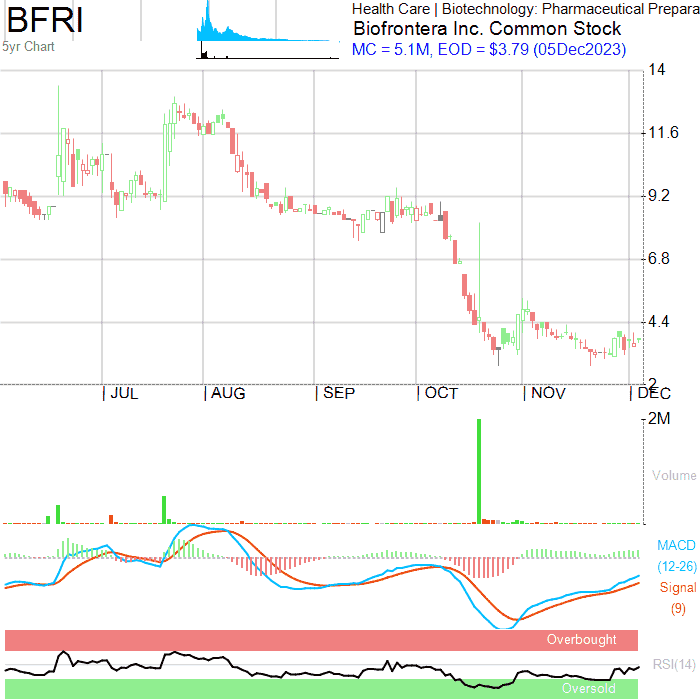 BFRI
5yr Chart
Health Care | Biotechnology: Pharmaceutical Prepara
Biofrontera Inc. Common Stock
MC = 5.1M, EOD = $3.79 (05Dec2023)
14
11.6
9.2
6.8
4.4
2
| JUL | AUG | SEP | OCT | NOV | DEC
2M
Volume
MACD
(12-26)
Signal
(9)
Overbought
RSI(14)
Oversold